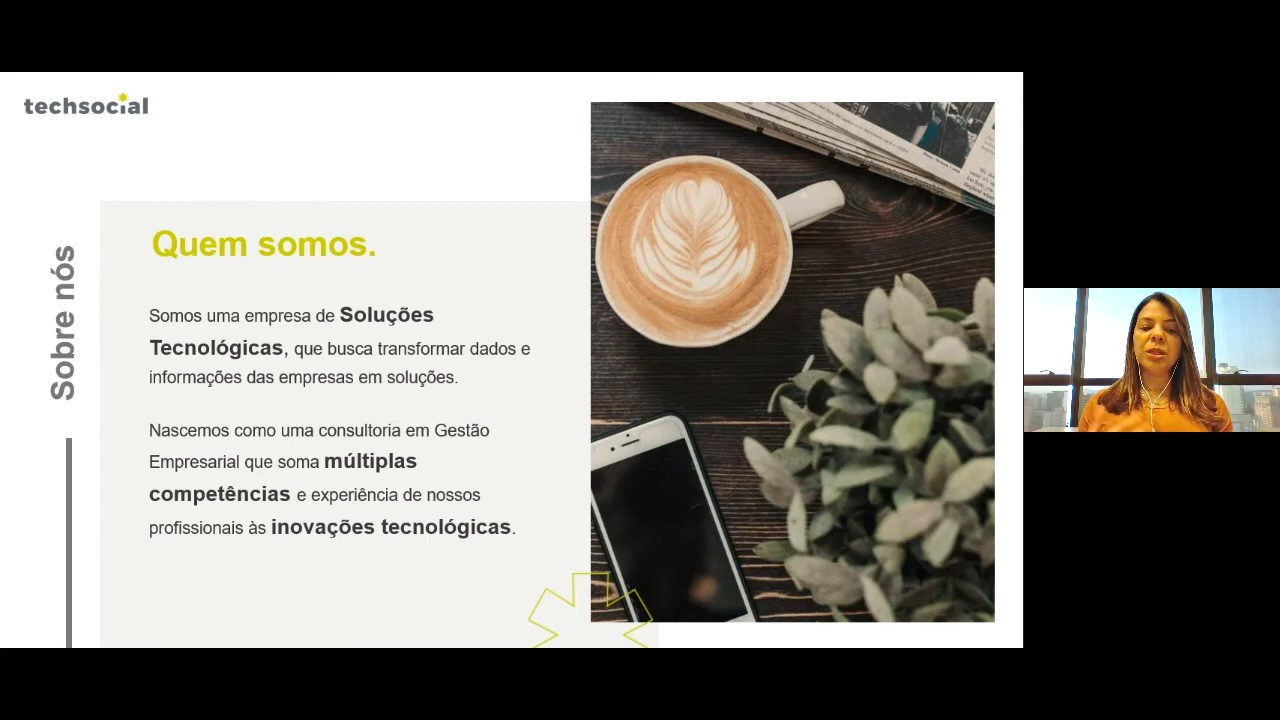 techsocial
Sobre nós
Quem somos.
Somos uma empresa de Soluções
Tecnológicas, que busca transformar dados e
informações das empresas em soluções.
Nascemos como uma consultoria em Gestão
Empresarial que soma múltiplas
competências e experiência de nossos
profissionais às inovações tecnológicas.